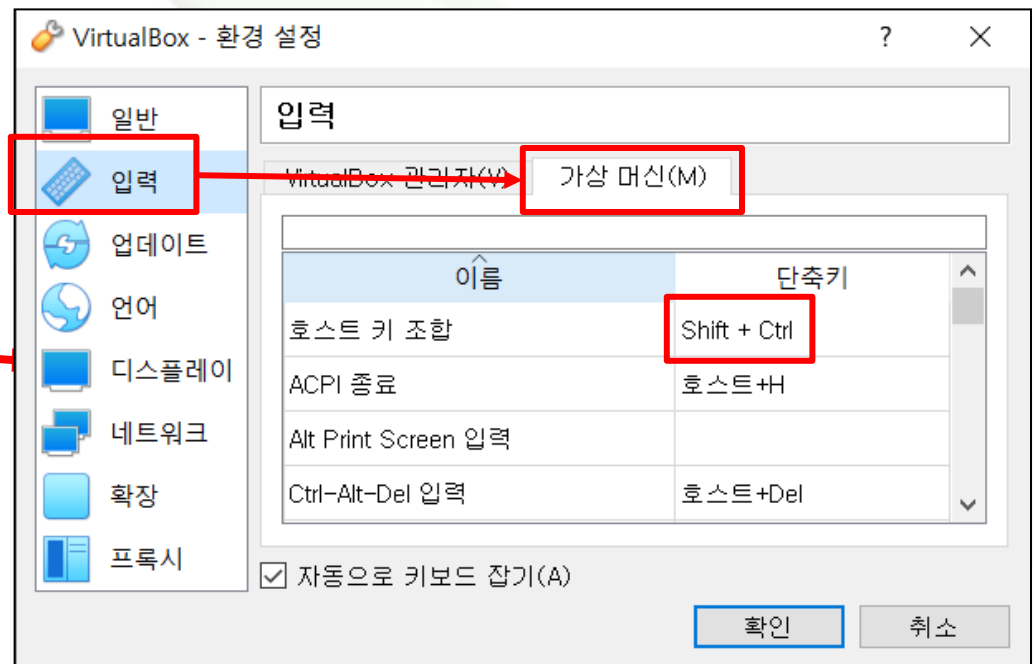 VirtualBox - 환경 설정 ? ×
일반
입력
업데이트
언어
디스플레이
네트워크
확장
프록시
입력
VirtualBox 관리자(V) 가상 머신(M)
이름 단축키
호스트 키 조합 Shift + Ctrl
ACPI 종료 호스트+H
Alt Print Screen 입력
Ctrl-Alt-Del 입력 호스트+Del
자동으로 키보드 잡기(A)
확인 취소